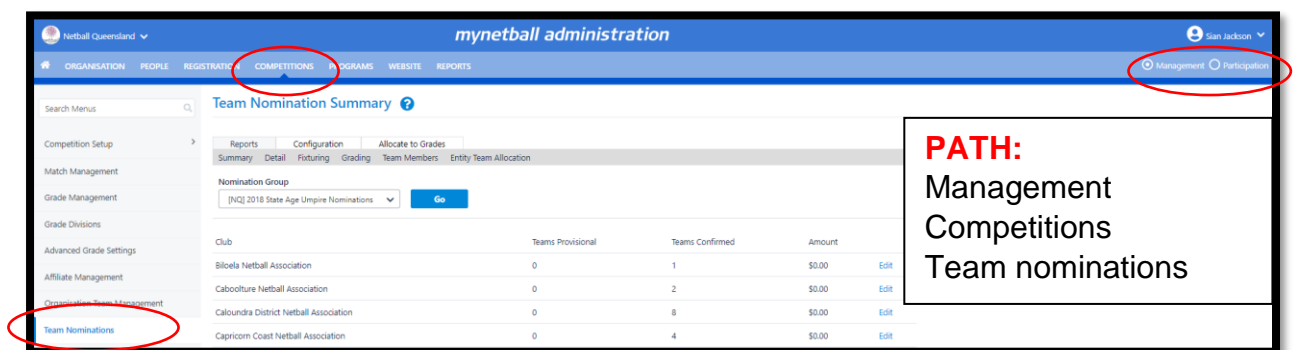 Netball Queensland
mynetball administration
Sian Jackson
ORGANISATION PEOPLE REGISTRATION COMPETITIONS PROGRAMS WEBSITE REPORTS
Management Participation
Search Menus
Team Nomination Summary ?
Competition Setup >
Reports Configuration Allocate to Grades
Summary Detail Fixturing Grading Team Members Entity Team Allocation
Match Management
Nomination Group
Grade Management
[NQ] 2018 State Age Umpire Nominations Go
Grade Divisions
Club Teams Provisional Teams Confirmed Amount
Advanced Grade Settings
Biloela Netball Association 0 1 $0.00 Edit
Affiliate Management
Caboolture Netball Association 0 2 $0.00 Edit
Organisation Team Management
Caloundra District Netball Association 0 8 $0.00 Edit
Team Nominations
Capricorn Coast Netball Association 0 4 $0.00 Edit
PATH:
Management
Competitions
Team nominations